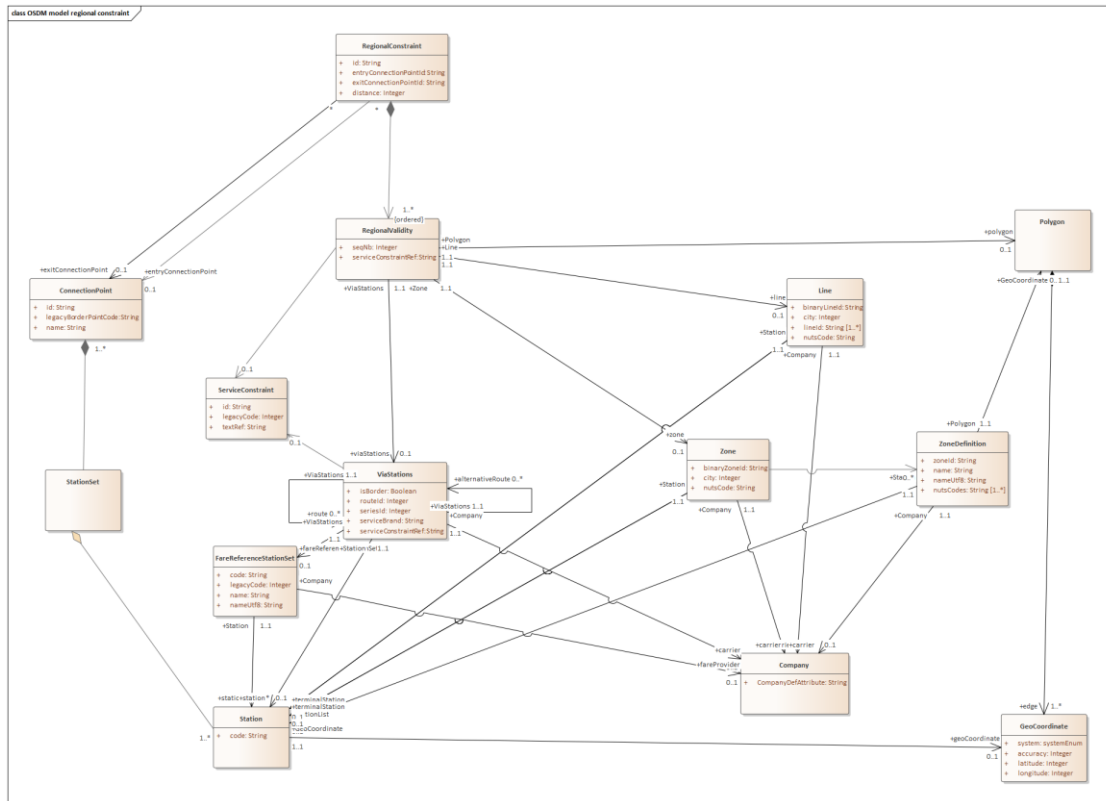 class OSDM model regional constraint
RegionalConstraint
+ id: String
+ entryConnectionPointId: String
+ exitConnectionPointId: String
+ distance: Integer
*
*
1..*
{ordered}
RegionalValidity
+ seqNb: Integer
+ serviceConstraintRef: String
+Polygon
+Line
1..1
1..1
+ViaStations
1..1
+Zone
+polygon
0..1
Polygon
+GeoCoordinate 0..1..1
+exitConnectionPoint
0..1
+entryConnectionPoint
0..1
ConnectionPoint
+ id: String
+ legacyBorderPointCode: String
+ name: String
1..*
+line
0..1
Line
+ binaryLineId: String
+ city: Integer
+ lineId: String [1..*]
+ nutsCode: String
+Station
1..1
+Company
1..1
0..1
ServiceConstraint
+ id: String
+ legacyCode: Integer
+ textRef: String
0..1
+zone
0..1
Zone
+ binaryZoneId: String
+ city: Integer
+ nutsCode: String
+Station
1..1
+Company
1..1
+Polygon 1..1
ZoneDefinition
+ zoneId: String
+ name: String
+ nameUtf8: String
+ nutsCodes: String [1..*]
0..*
1..1
+Company
1..1
StationSet
+viaStations
0..1
+ViaStations 1..1
ViaStations
+ isBorder: Boolean
+ routeId: Integer
+ seriesId: Integer
+ serviceBrand: String
+ serviceConstraintRef: String
+alternativeRoute 0..*
+ViaStations 1..1
+Company
1..1
+route 0..*
+ViaStations
1..1
0..1
FareReferenceStationSet
+ code: String
+ legacyCode: Integer
+ name: String
+ nameUtf8: String
+Company
+Station
1..1
+carrier
+carrier
0..1
+fareProvider
0..1
Company
+ CompanyDefAttribute: String
0..1
+terminalStation
+terminalStation
+geoCoordinate
1..*
Station
+ code: String
1..1
+edge
1..*
+geoCoordinate
0..1
GeoCoordinate
+ system: systemEnum
+ accuracy: Integer
+ latitude: Integer
+ longitude: Integer